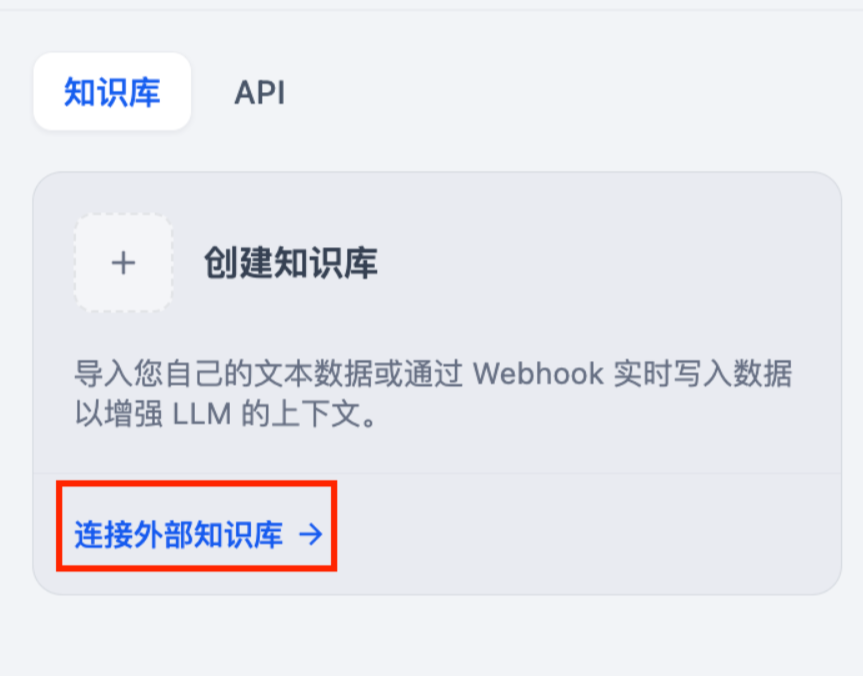 知识库
API
+ 创建知识库
导入您自己的文本数据或通过 Webhook 实时写入数据
以增强 LLM 的上下文。
连接外部知识库 →